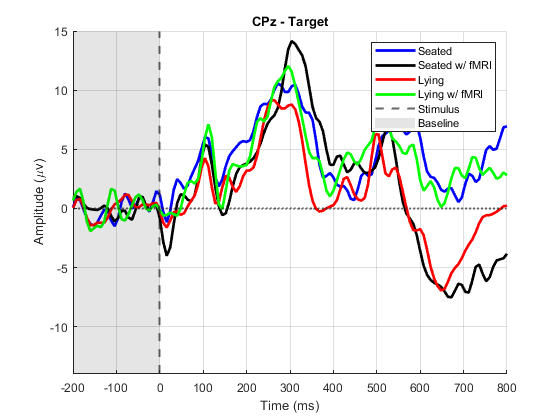 CPz - Target
15
10
5
0
-5
-10
Amplitude (μv)
Seated
Seated w/ fMRI
Lying
Lying w/ fMRI
Stimulus
Baseline
-200 -100 0 100 200 300 400 500 600 700 800
Time (ms)